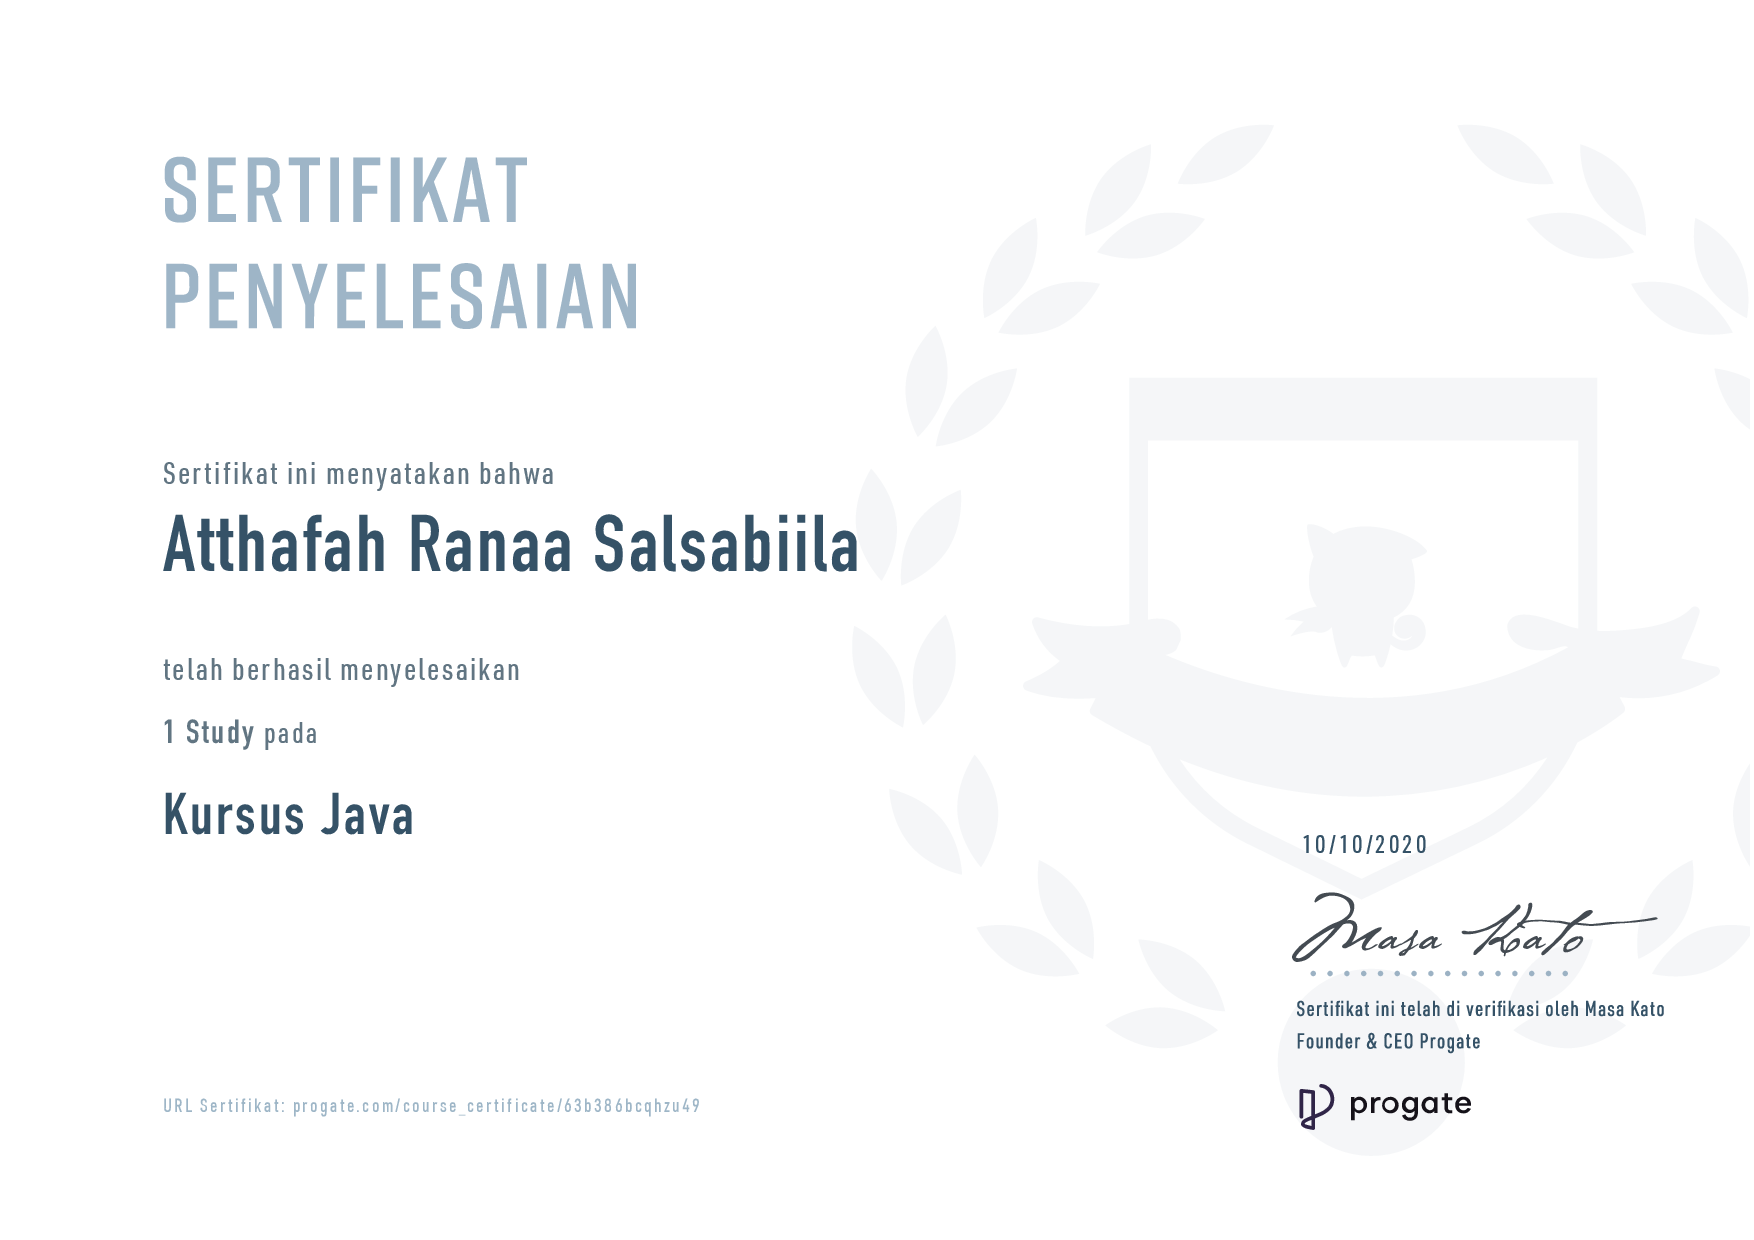 SERTIFIKAT
PENYELESAIAN
Sertifikat ini menyatakan bahwa
Atthafah Ranaa Salsabiila
telah berhasil menyelesaikan
1 Study pada
Kursus Java
10/10/2020
Masa Kato
Sertifikat ini telah di verifikasi oleh Masa Kato
Founder & CEO Progate
progate
URL Sertifikat: progate.com/course_certificate/63b386bcqhzu49